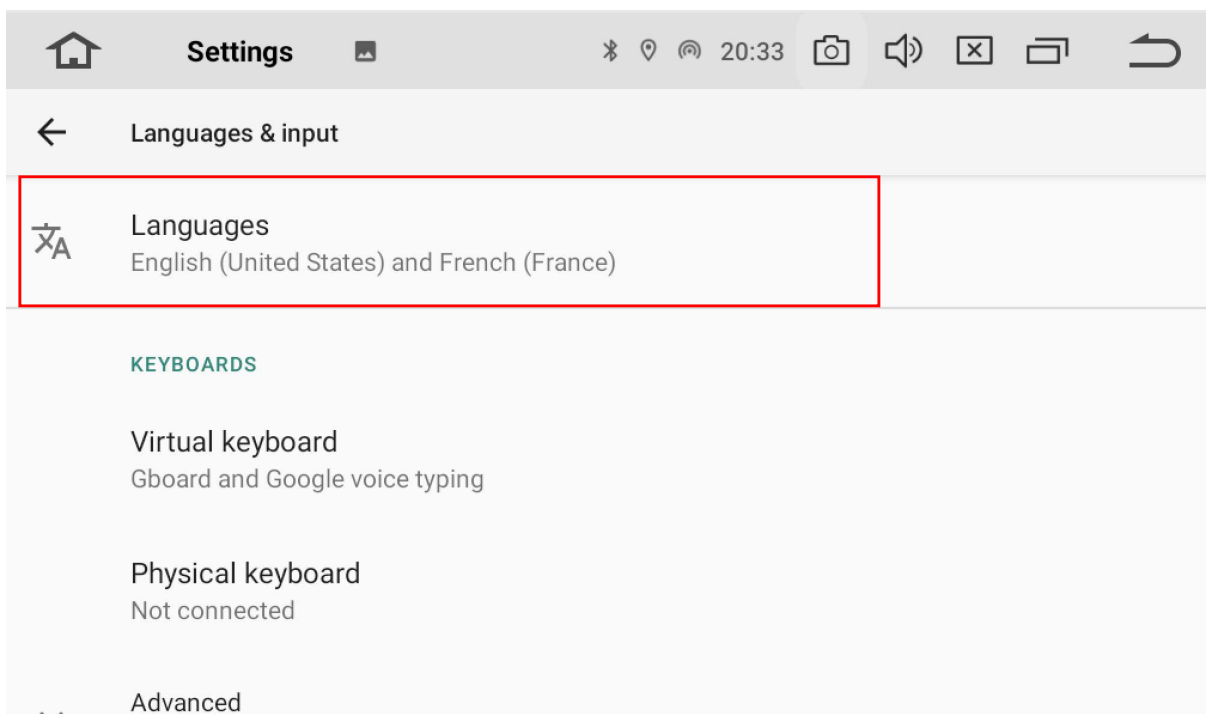 Settings 20:33
Languages & input
Languages
English (United States) and French (France)
KEYBOARDS
Virtual keyboard
Gboard and Google voice typing
Physical keyboard
Not connected
Advanced